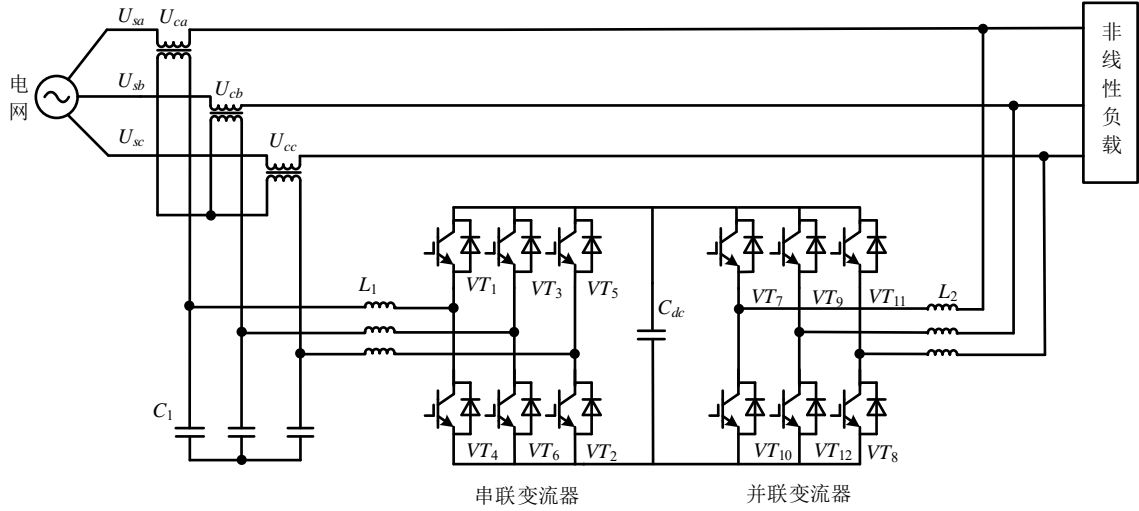 U_sa U_ca
电网
U_sb U_cb
U_sc U_cc
非线性负载
VT_1 VT_3 VT_5
VT_7 VT_9 VT_11
L_1 L_2
C_dc
C_1
VT_4 VT_6 VT_2
VT_10 VT_12 VT_8
串联变流器 并联变流器